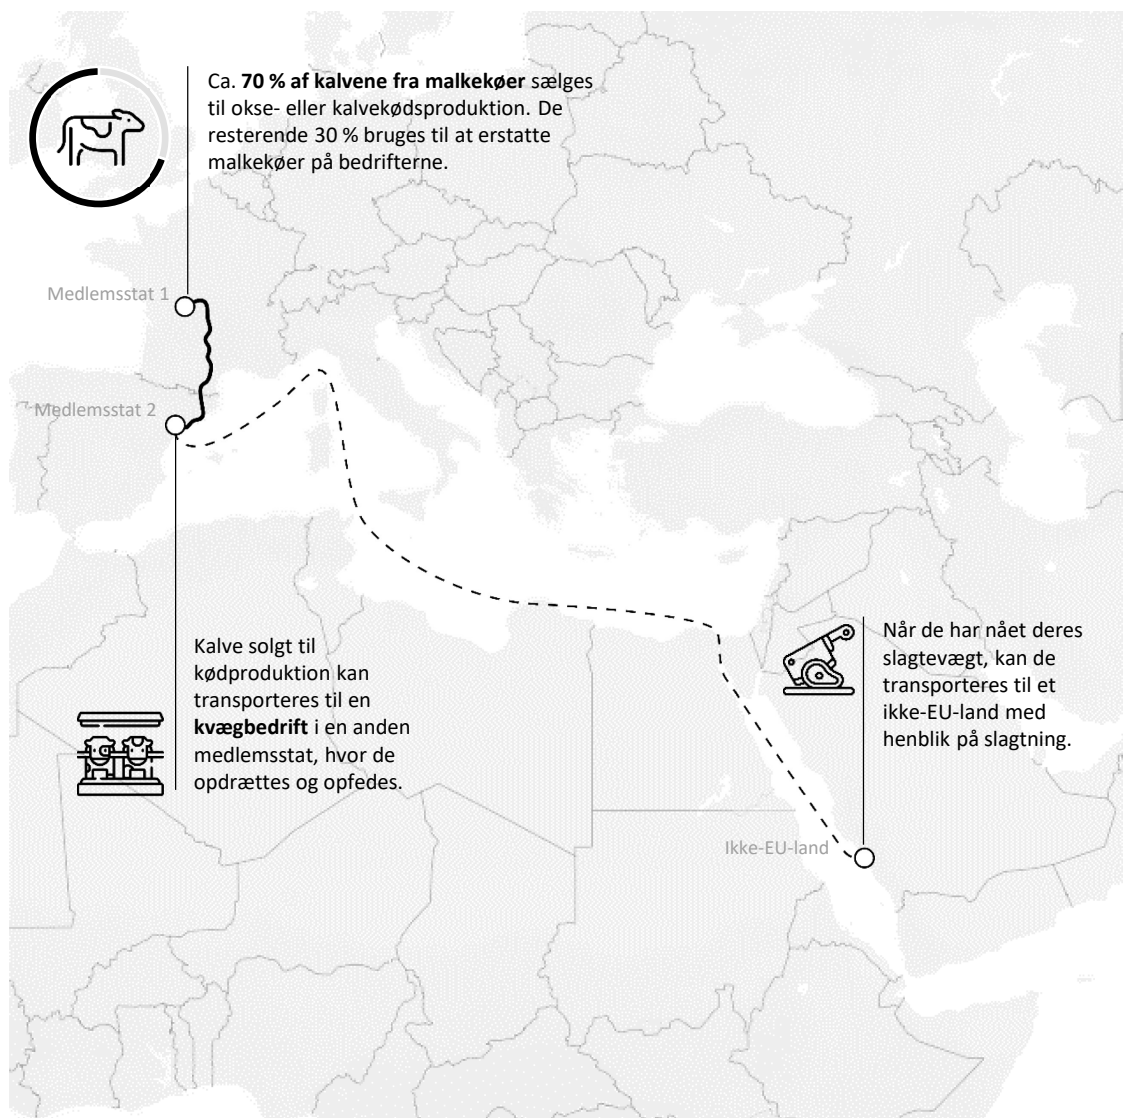 Ca. 70 % af kalvene fra malkekøer sælges
til okse- eller kalvekødsproduktion. De
resterende 30 % bruges til at erstatte
malkekøer på bedrifterne.
Medlemsstat 1
Medlemsstat 2
Kalve solgt til
kødproduktion kan
transporteres til en
kvægbedrift i en anden
medlemsstat, hvor de
opdrættes og opfedes.
Når de har nået deres
slagtevægt, kan de
transporteres til et
ikke-EU-land med
henblik på slagtning.
Ikke-EU-land